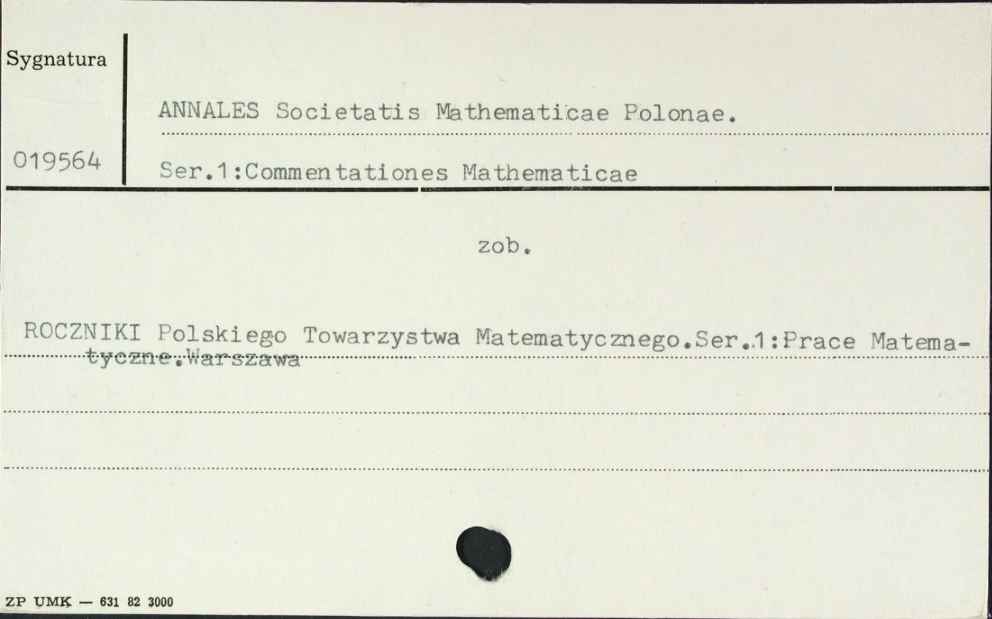 Sygnatura
ANNALES Societatis Mathematicae Polonae.
019564
Ser.1:Commentationes Mathematicae
zob.
ROCZNIKI Polskiego Towarzystwa Matematycznego.Ser.1:Prace Matema-
tyczne.Warszawa
ZP UMK — 631 82 3000